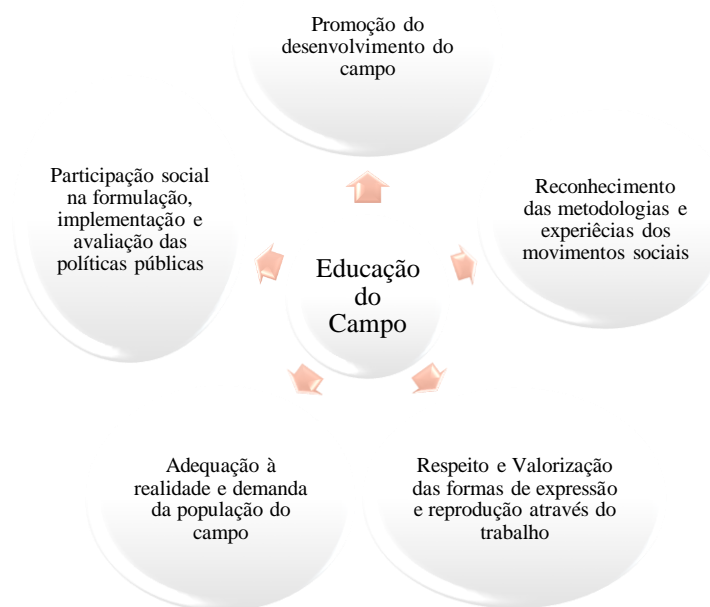 Promoção do
desenvolvimento do
campo
Participação social
na formulação,
implementação e
avaliação das
políticas públicas
Reconhecimento
das metodologias e
experiêcias dos
movimentos sociais
Educação
do
Campo
Adequação à
realidade e demanda
da população do
campo
Respeito e Valorização
das formas de expressão
e reprodução através do
trabalho